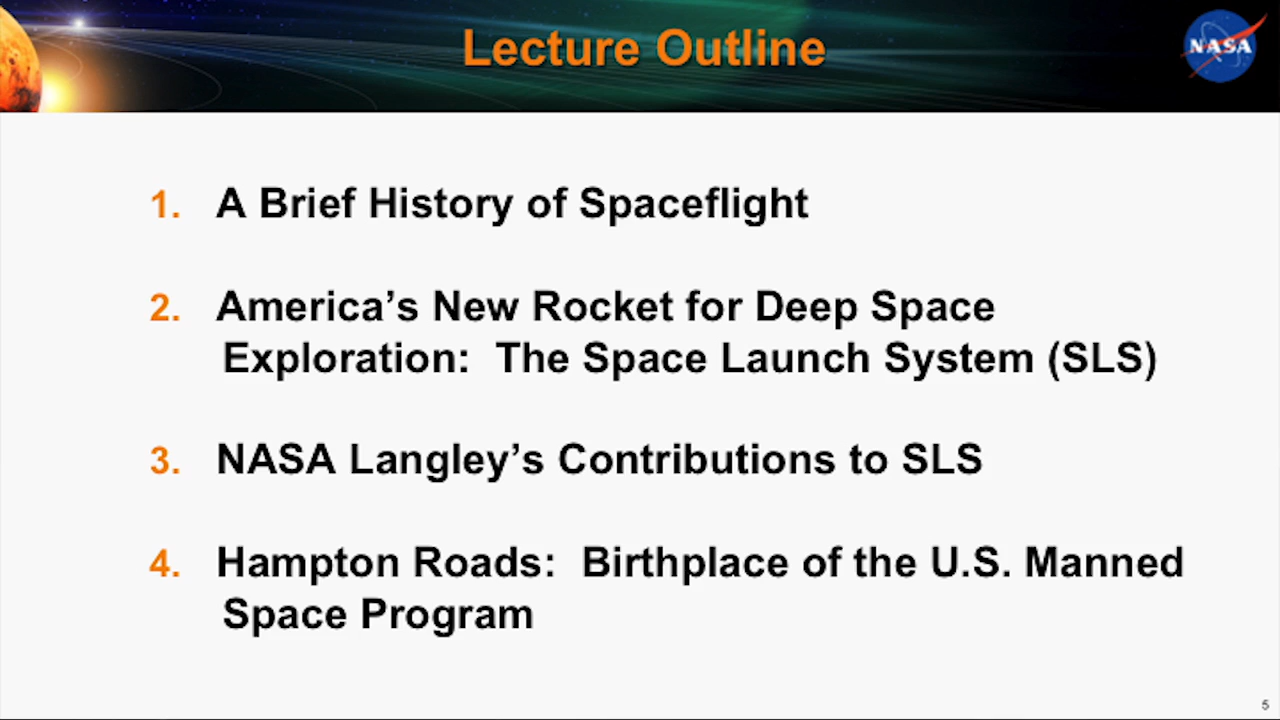 Lecture Outline
NASA
1. A Brief History of Spaceflight
2. America’s New Rocket for Deep Space
Exploration: The Space Launch System (SLS)
3. NASA Langley’s Contributions to SLS
4. Hampton Roads: Birthplace of the U.S. Manned
Space Program
5